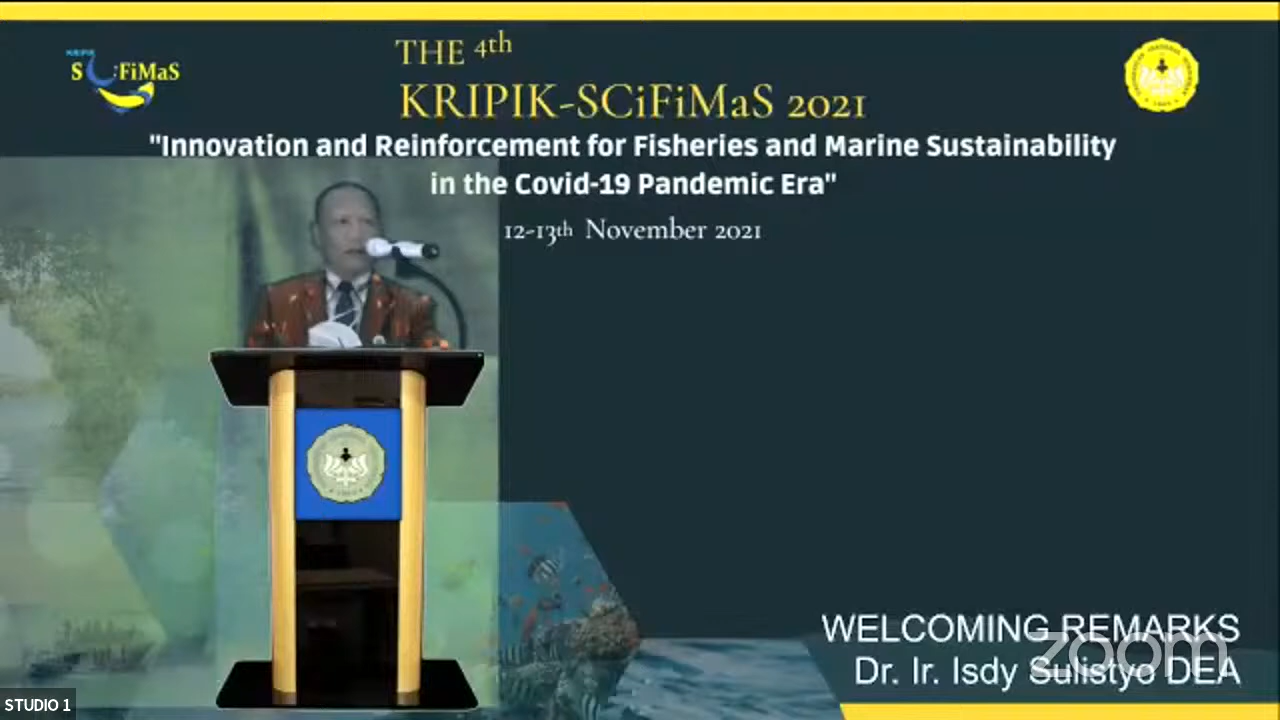 KRIPIK
SCiFiMaS
THE 4th
KRIPIK-SCiFiMaS 2021
"Innovation and Reinforcement for Fisheries and Marine Sustainability
in the Covid-19 Pandemic Era"
12-13th November 2021
WELCOMING REMARKS
Dr. Ir. Isdy Sulistyo DEA
zoom
STUDIO 1